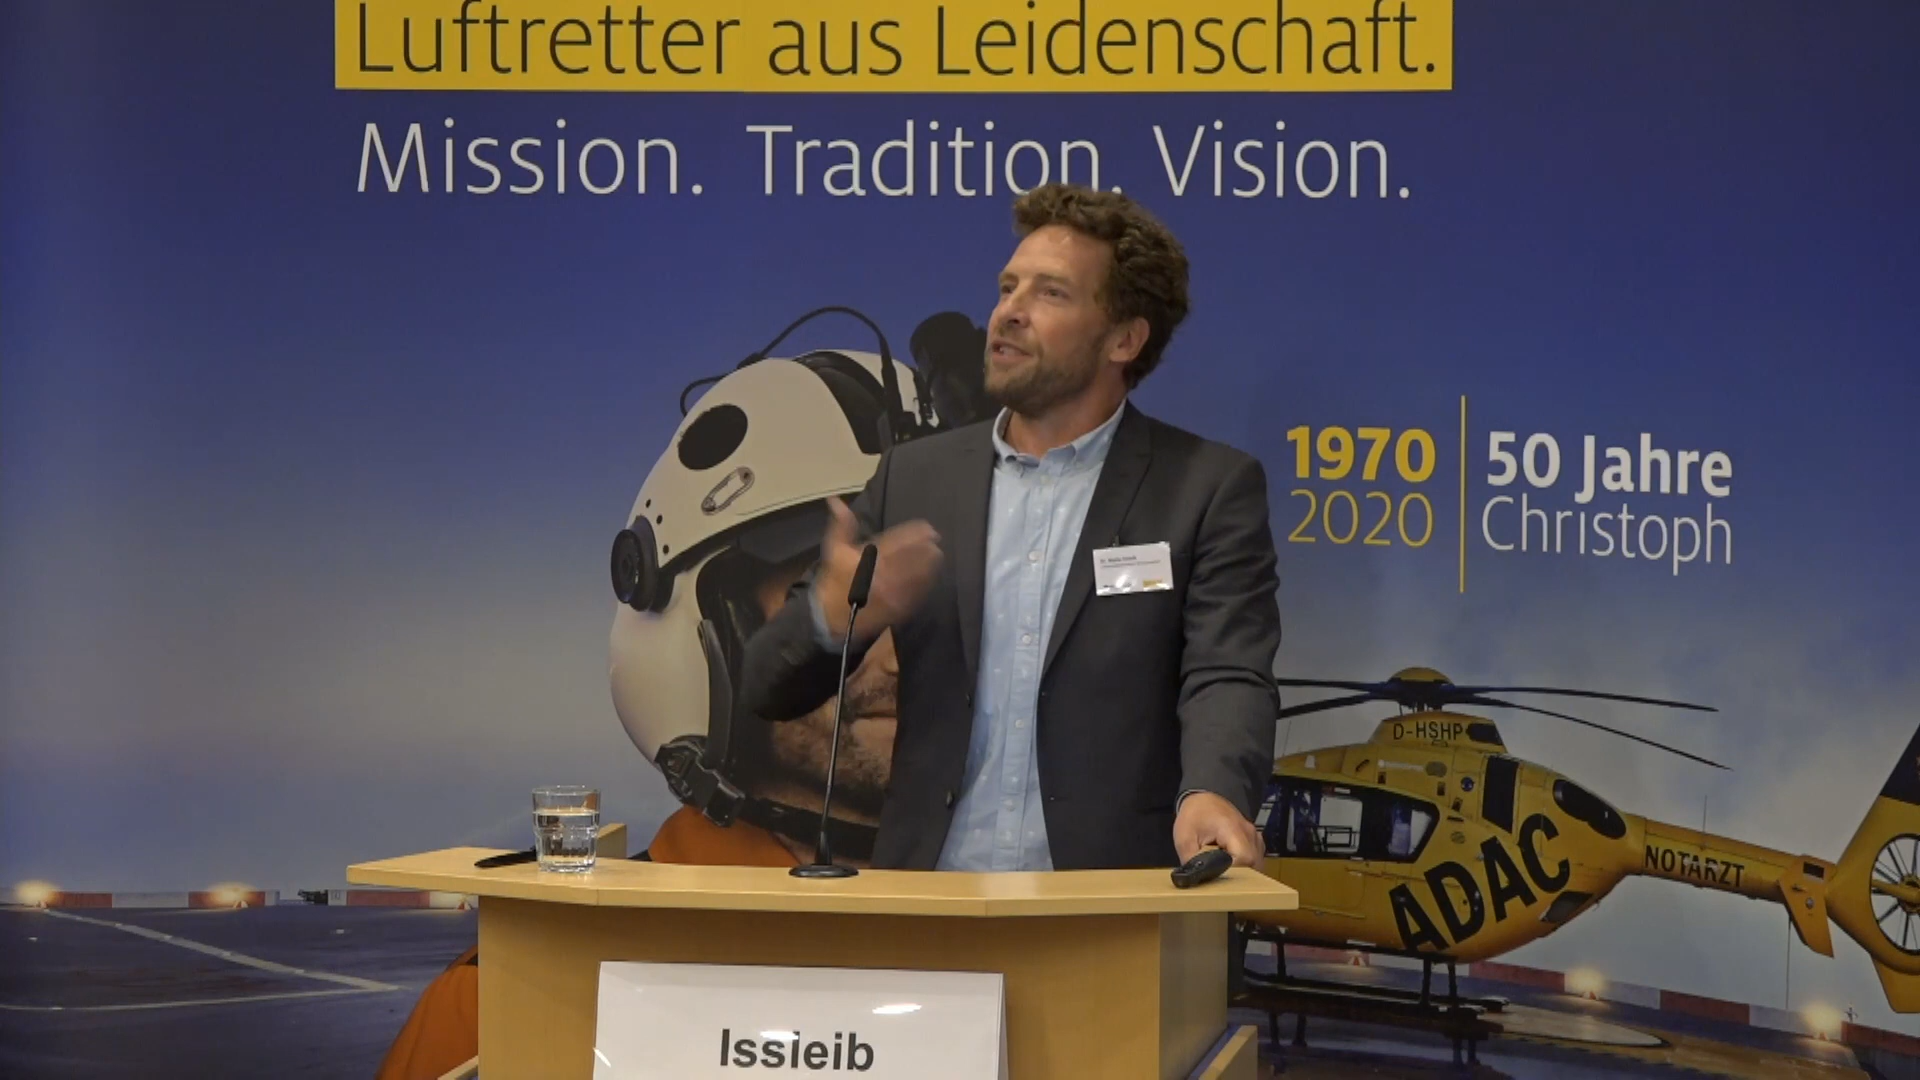 Luftretter aus Leidenschaft.
Mission. Tradition. Vision.
1970
2020
50 Jahre
Christoph
D-HSHP
ADAC
NOTARZT
Issleib